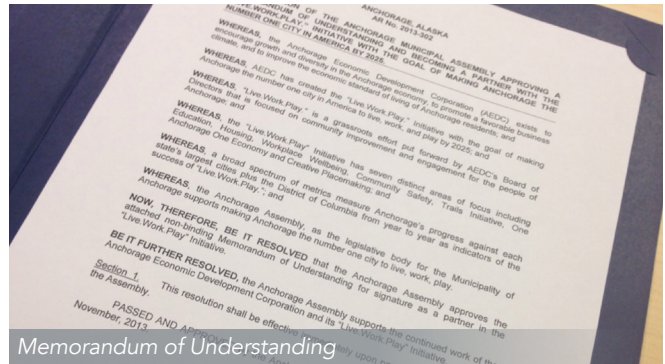 ANCHORAGE, ALASKA
AR No. 2013-302
OF THE ANCHORAGE MUNICIPAL ASSEMBLY APPROVING A
OF UNDERSTANDING AND BECOMING A PARTNER WITH THE
WORK.PLAY." INITIATIVE WITH THE GOAL OF MAKING ANCHORAGE THE
NUMBER ONE CITY IN AMERICA BY 2025.
WHEREAS, the Anchorage Economic Development Corporation (AEDC) exists to
encourage growth and diversity in the Anchorage economy, to promote a favorable business
climate, and to improve the economic standard of living of Anchorage residents; and
WHEREAS, AEDC has created the "Live.Work.Play." Initiative with the goal of making
Anchorage the number one city in America to live, work, and play by 2025; and
WHEREAS, "Live.Work.Play." is a grassroots effort put forward by AEDC's Board of
Directors that is focused on community improvement and engagement for the people of
Anchorage; and
WHEREAS, the "Live.Work.Play" Initiative has seven distinct areas of focus including
Education, Housing, Workplace Wellbeing, Community Safety, Trails Initiative, One
Anchorage One Economy and Creative Placemaking; and
WHEREAS, a broad spectrum of metrics measure Anchorage's progress against each
state's largest cities plus the District of Columbia from year to year as indicators of the
success of "Live.Work.Play."; and
WHEREAS, the Anchorage Assembly, as the legislative body for the Municipality of
Anchorage supports making Anchorage the number one city to live, work, play.
NOW, THEREFORE, BE IT RESOLVED that the Anchorage Assembly approves the
attached non-binding Memorandum of Understanding for signature as a partner in the
"Live.Work.Play" Initiative.
BE IT FURTHER RESOLVED, the Anchorage Assembly supports the continued work of the
Anchorage Economic Development Corporation and its "Live.Work.Play" Initiative
Section 1. This resolution shall be effective immediately upon
the Assembly.
PASSED AND APPROVED by the Anchorage
November, 2013.
Memorandum of Understanding